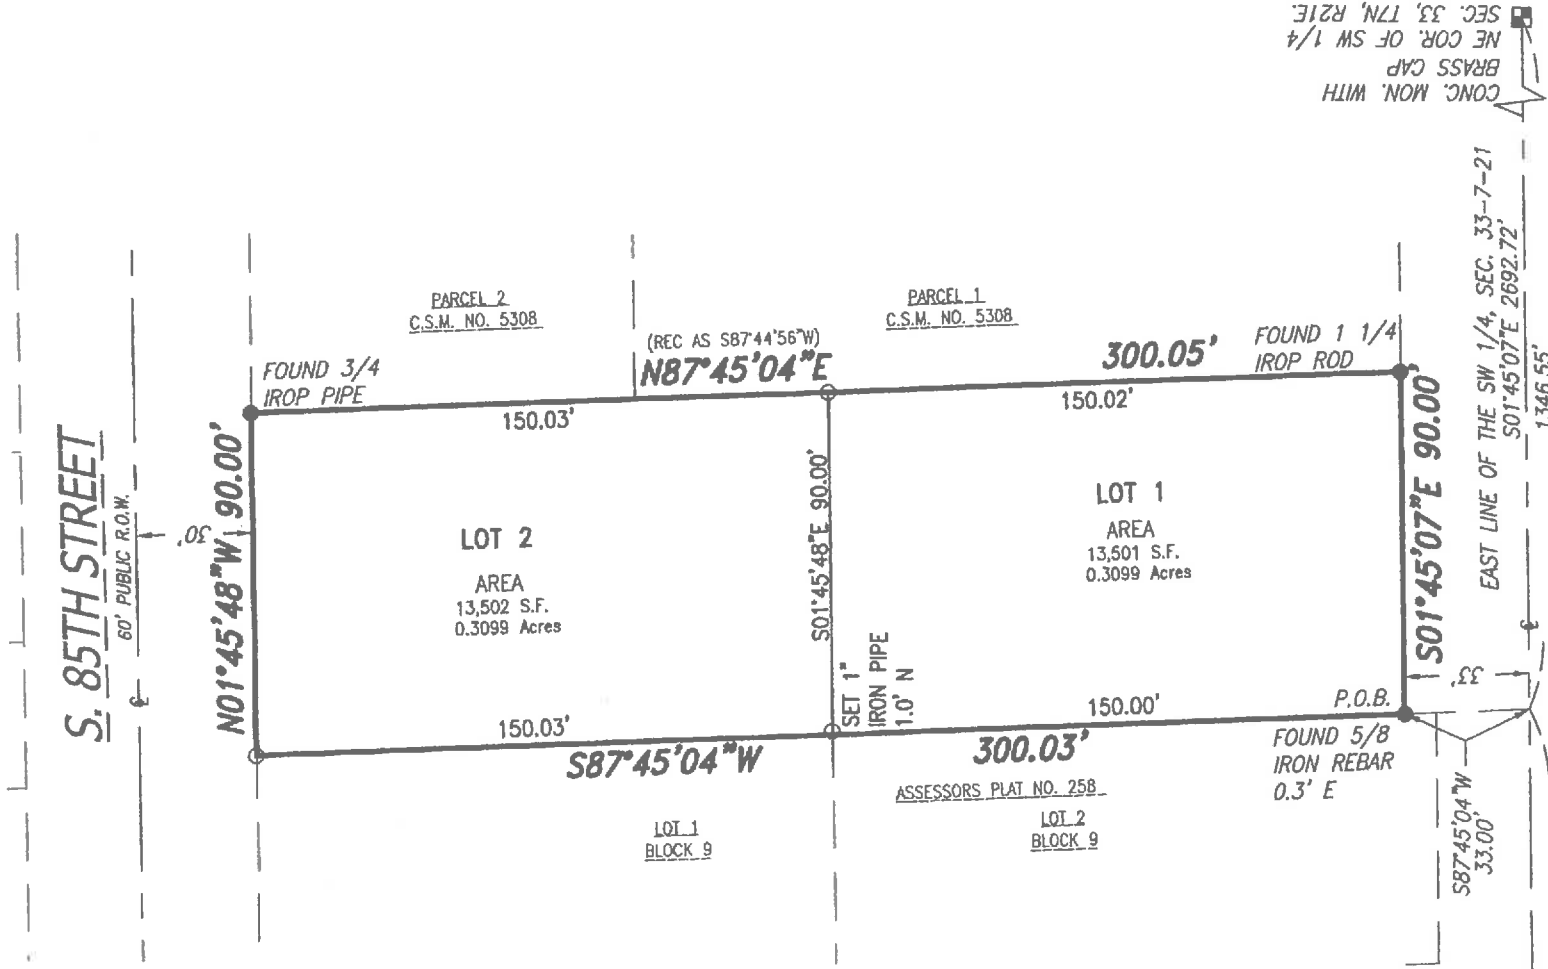 CONC. MON. WITH
BRASS CAP
NE COR. OF SW 1/4
SEC. 33, T7N, R21E.
EAST LINE OF THE SW 1/4, SEC. 33-7-21
S01°45'07"E 2692.72'
1346.55'
PARCEL 2
C.S.M. NO. 5308
PARCEL 1
C.S.M. NO. 5308
(REC AS S87°44'56"W)
N87°45'04"E
300.05'
FOUND 1 1/4
IROP ROD
FOUND 3/4
IROP PIPE
150.03'
150.02'
S. 85TH STREET
60' PUBLIC R.O.W.
30'
N01°45'48"W 90.00'
LOT 2
AREA
13,502 S.F.
0.3099 Acres
S01°45'48"E 90.00'
LOT 1
AREA
13,501 S.F.
0.3099 Acres
S01°45'07"E 90.00'
SET 1"
IRON PIPE
1.0' N
33'
P.O.B.
150.03'
150.00'
S87°45'04"W
300.03'
FOUND 5/8
IRON REBAR
0.3' E
ASSESSORS PLAT NO. 258
LOT 1
BLOCK 9
LOT 2
BLOCK 9
S87°45'04"W
33.00'